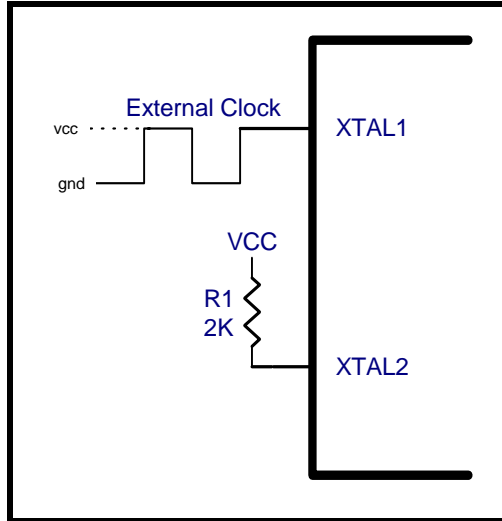 External Clock
vcc
XTAL1
gnd
VCC
R1
2K
XTAL2